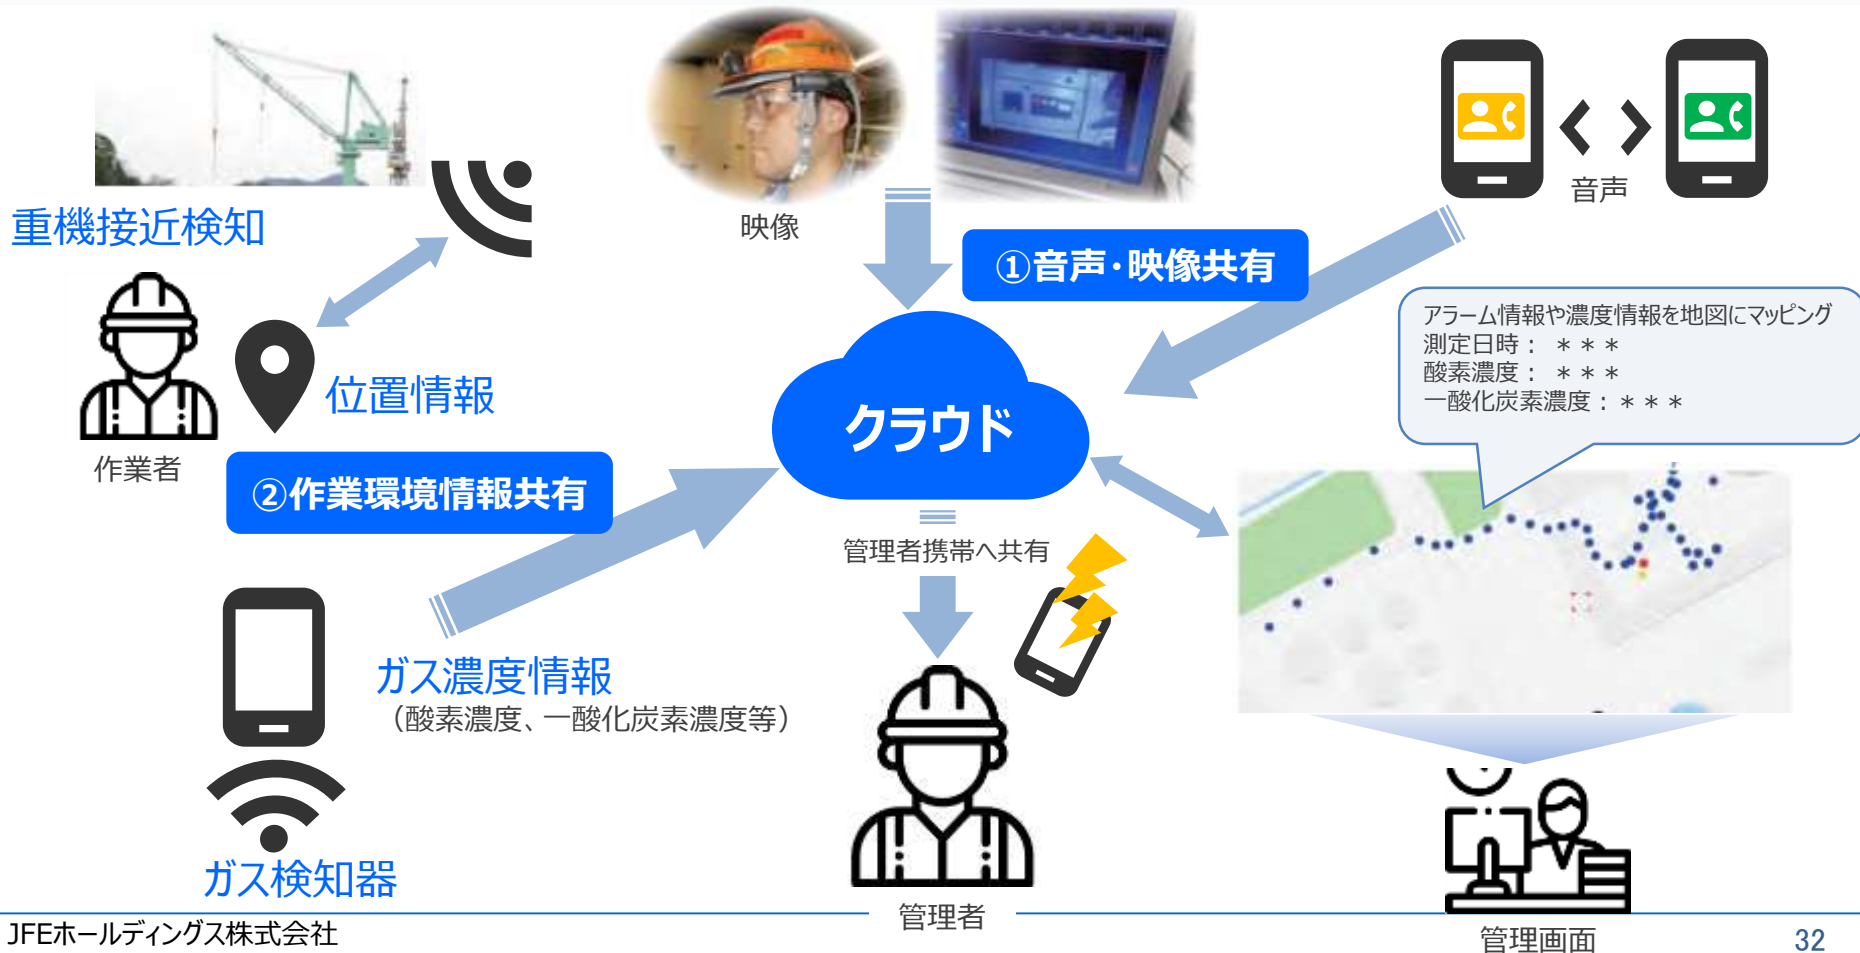 重機接近検知
映像
音声
①音声・映像共有
アラーム情報や濃度情報を地図にマッピング
測定日時： ＊＊＊
酸素濃度： ＊＊＊
一酸化炭素濃度：＊＊＊
位置情報
クラウド
作業者
②作業環境情報共有
管理者携帯へ共有
ガス濃度情報
（酸素濃度、一酸化炭素濃度等）
ガス検知器
管理者
管理画面
JFEホールディングス株式会社
32